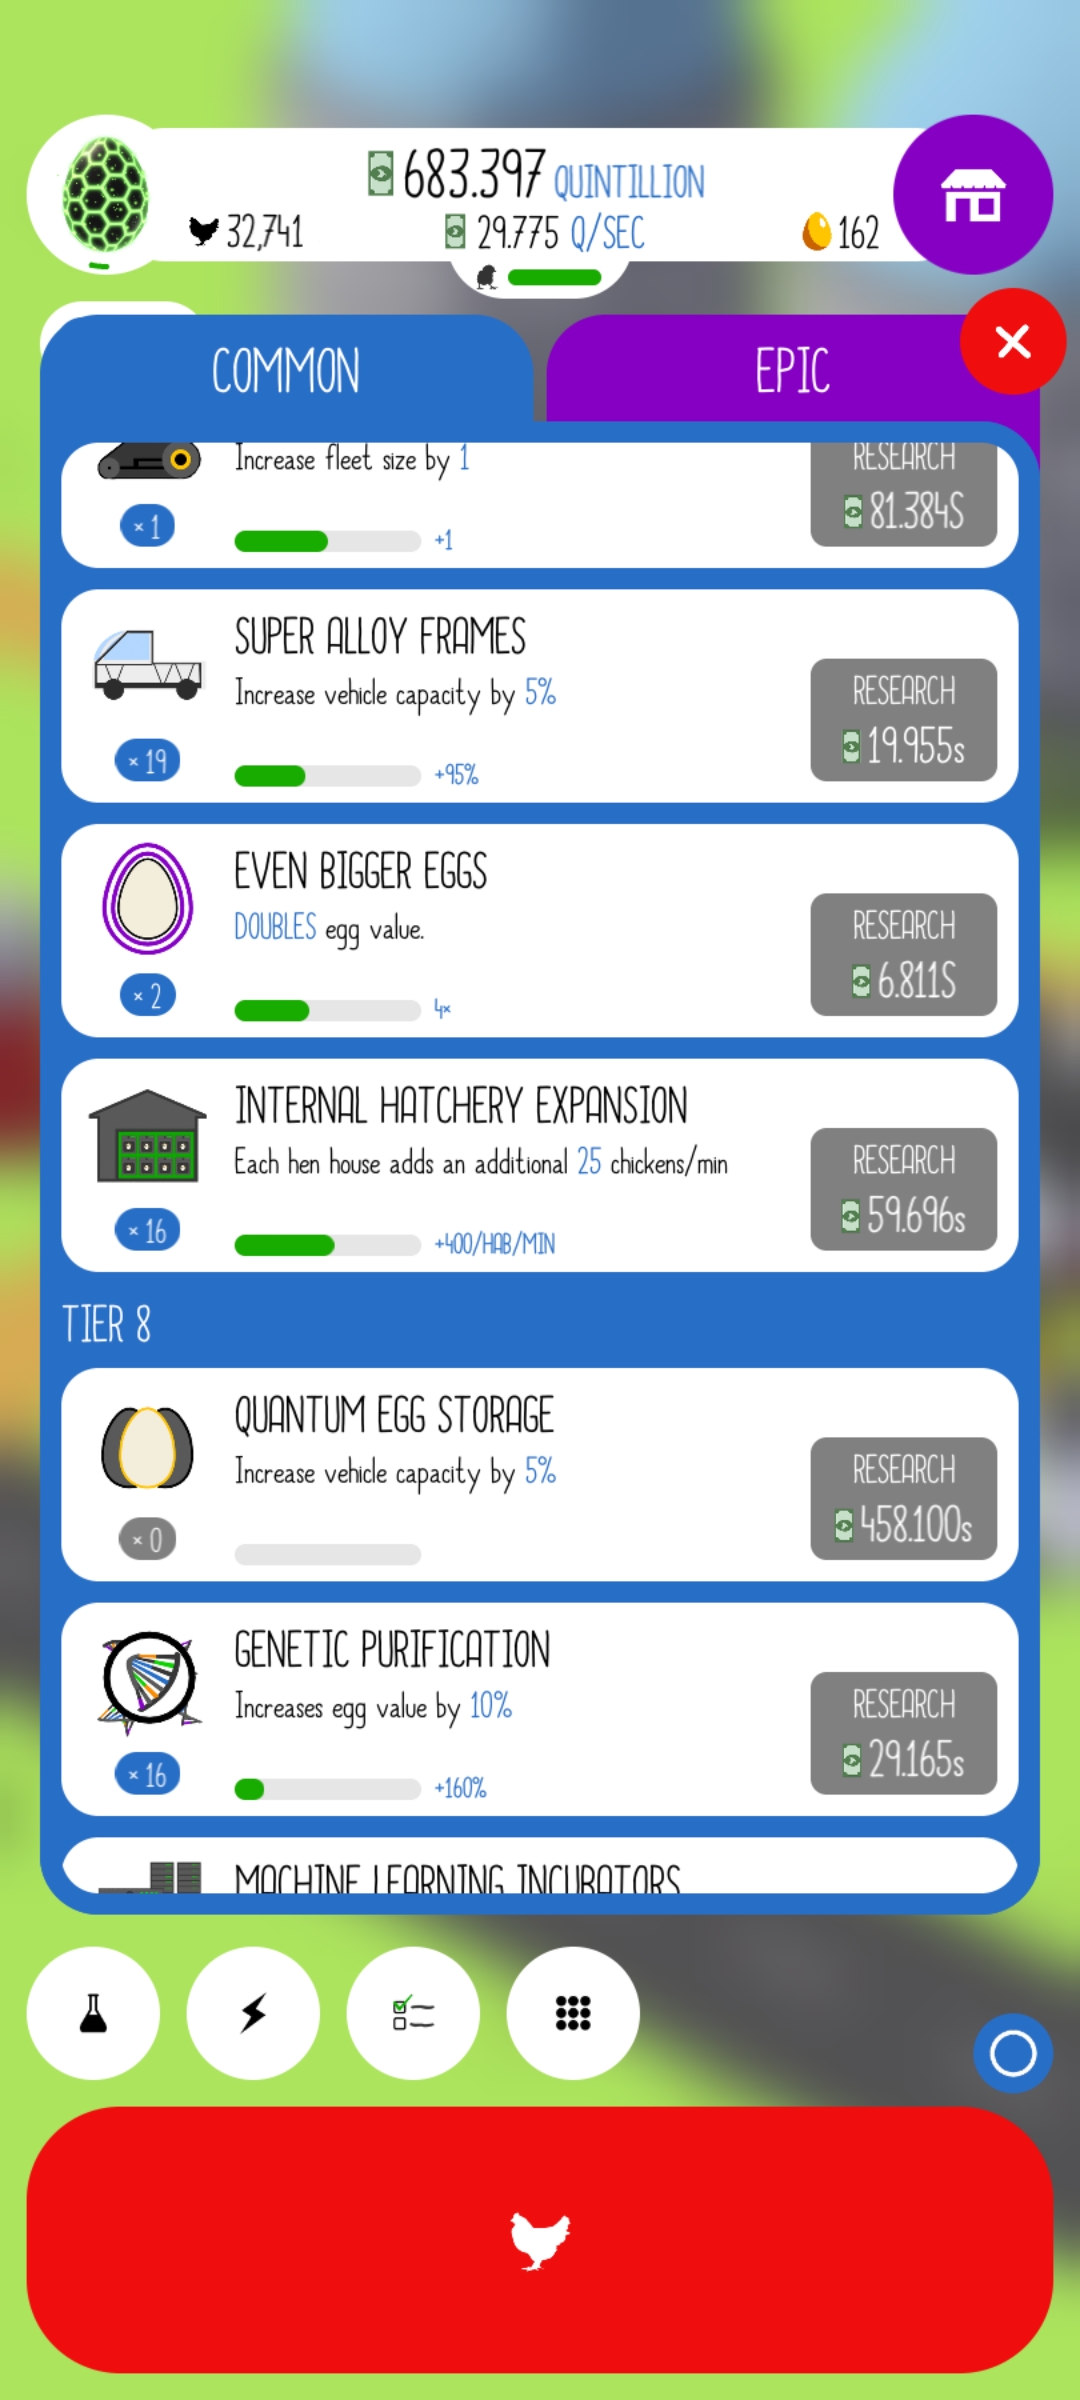 683.397 QUINTILLION
32,741 29.775 Q/SEC 162
COMMON EPIC
Increase fleet size by 1
RESEARCH
81.384S
× 1
+1
SUPER ALLOY FRAMES
Increase vehicle capacity by 5%
RESEARCH
19.955s
× 19
+95%
EVEN BIGGER EGGS
DOUBLES egg value.
RESEARCH
6.811S
× 2
4×
INTERNAL HATCHERY EXPANSION
Each hen house adds an additional 25 chickens/min
RESEARCH
59.696s
× 16
+400/HAB/MIN
TIER 8
QUANTUM EGG STORAGE
Increase vehicle capacity by 5%
RESEARCH
458.100s
× 0
GENETIC PURIFICATION
Increases egg value by 10%
RESEARCH
29.165s
× 16
+160%
MACHINE LEARNING INCUBATORS